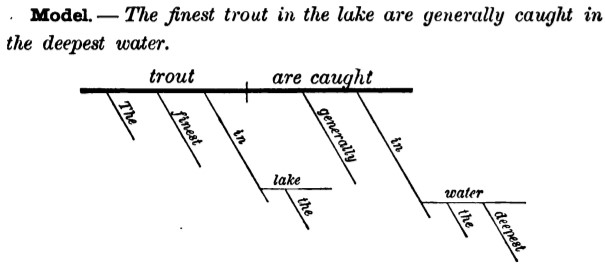 Model. — The finest trout in the lake are generally caught in
the deepest water.
trout are caught
The finest in generally in
lake
the
water
the deepest